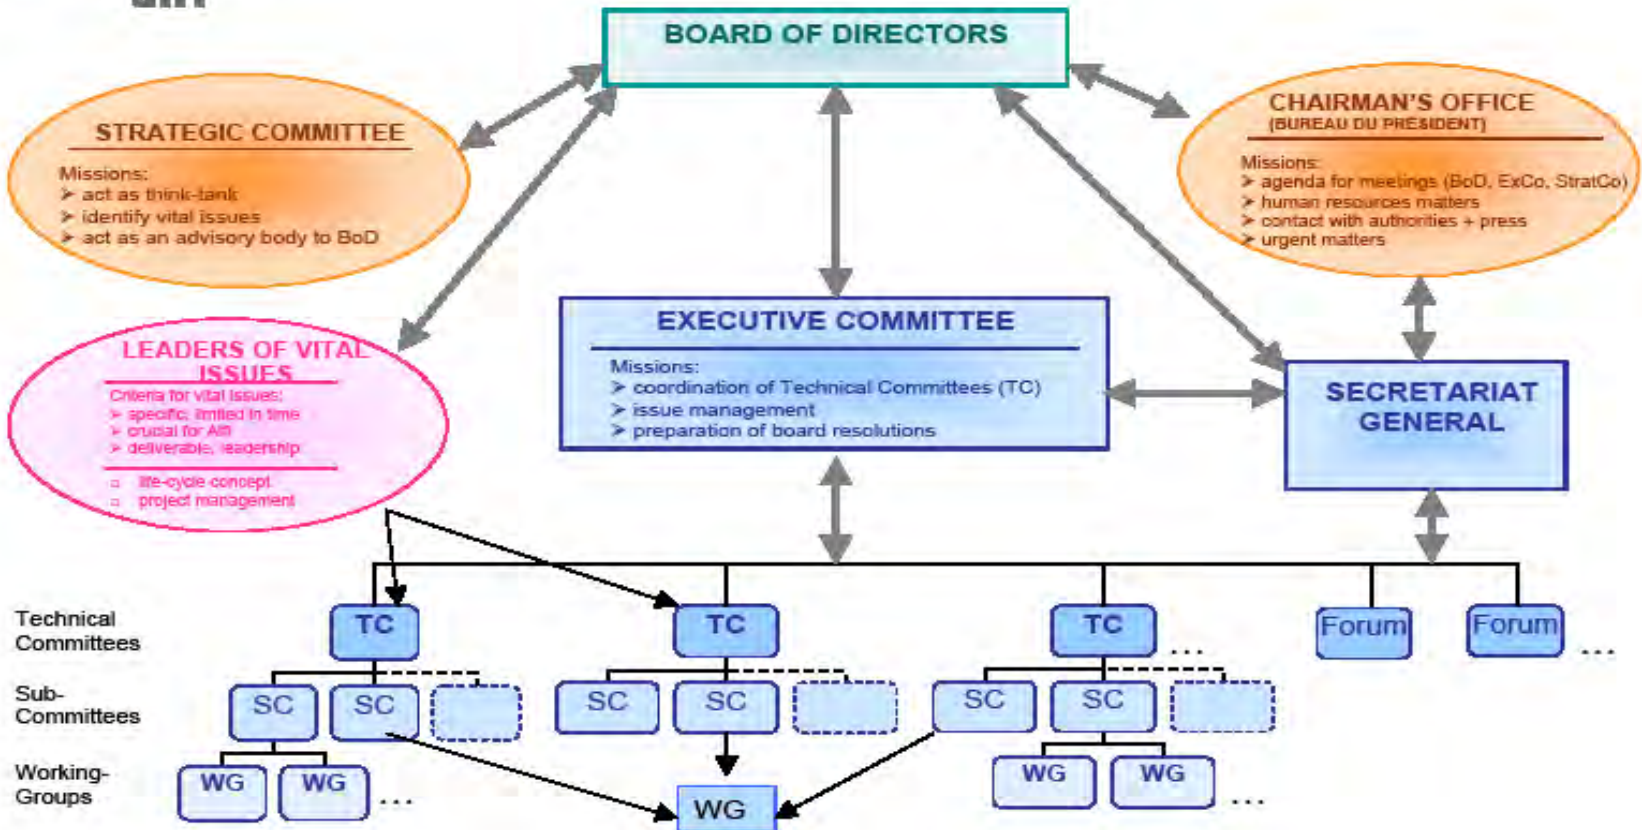 BOARD OF DIRECTORS
STRATEGIC COMMITTEE
Missions:
➤ act as think-tank
➤ identify vital issues
➤ act as an advisory body to BoD
CHAIRMAN'S OFFICE
(BUREAU DU PRÉSIDENT)
Missions:
➤ agenda for meetings (BoD, ExCo, StratCo)
➤ human resources matters
➤ contact with authorities + press
➤ urgent matters
LEADERS OF VITAL
ISSUES
Criteria for vital issues:
➤ specific, limited in time
➤ crucial for Alfi
➤ deliverable, leadership
□ life-cycle concept
□ project management
EXECUTIVE COMMITTEE
Missions:
➤ coordination of Technical Committees (TC)
➤ issue management
➤ preparation of board resolutions
SECRETARIAT
GENERAL
Technical
Committees
TC
TC
TC
...
Forum
Forum
...
Sub-
Committees
SC
SC
SC
SC
SC
SC
Working-
Groups
WG
WG
...
WG
WG
WG
...